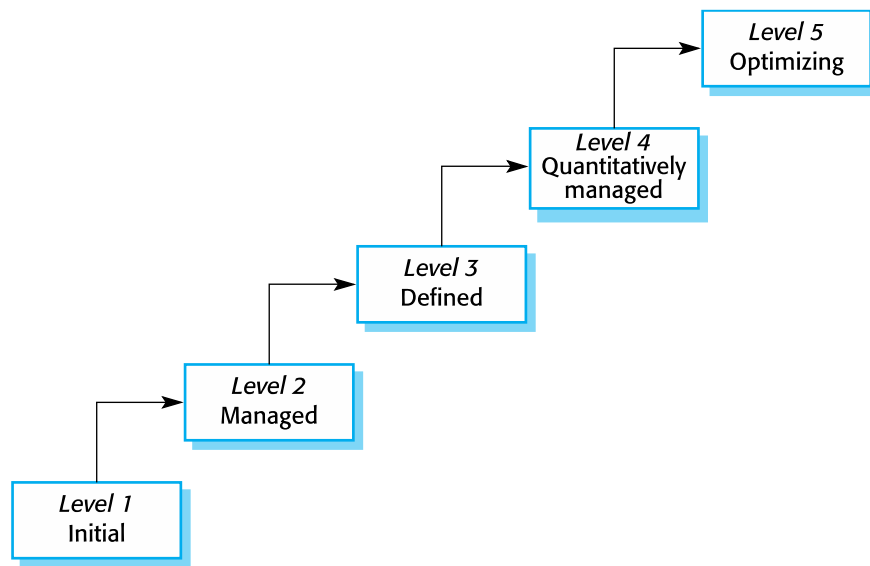 Level 5
Optimizing
Level 4
Quantitatively
managed
Level 3
Defined
Level 2
Managed
Level 1
Initial